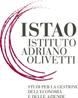 ISTAO
ISTITUTO
ADRIANO
OLIVETTI
STUDI PER LA GESTIONE
DELL'ECONOMIA
E DELLE AZIENDE